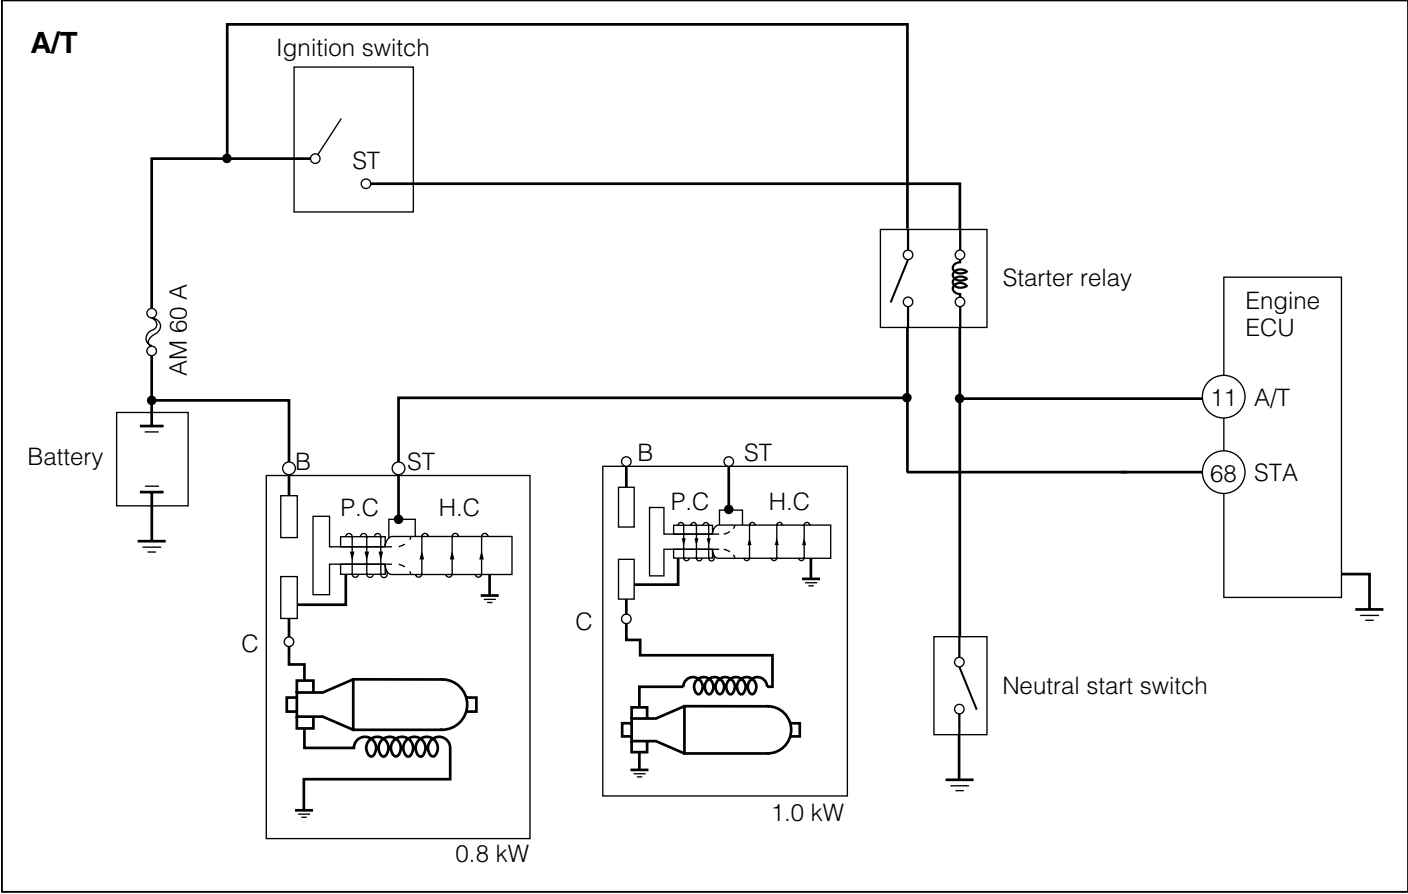 A/T
Ignition switch
ST
AM 60 A
Starter relay
Engine
ECU
11
A/T
68
STA
Battery
B
ST
P.C
H.C
C
0.8 kW
B
ST
P.C
H.C
C
1.0 kW
Neutral start switch